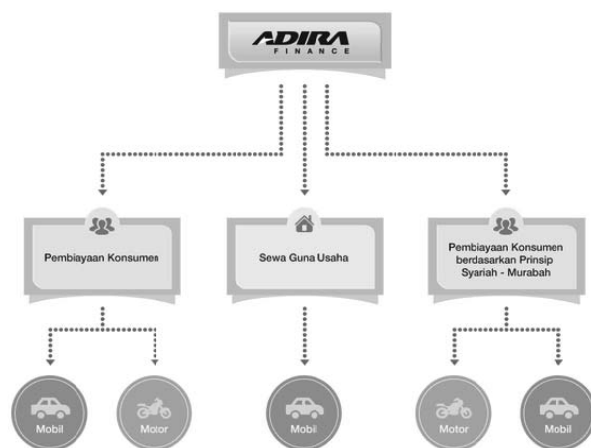 ADIRA
FINANCE
Pembiayaan Konsumen
Sewa Guna Usaha
Pembiayaan Konsumen
berdasarkan Prinsip
Syariah - Murabah
Mobil
Motor
Mobil
Motor
Mobil